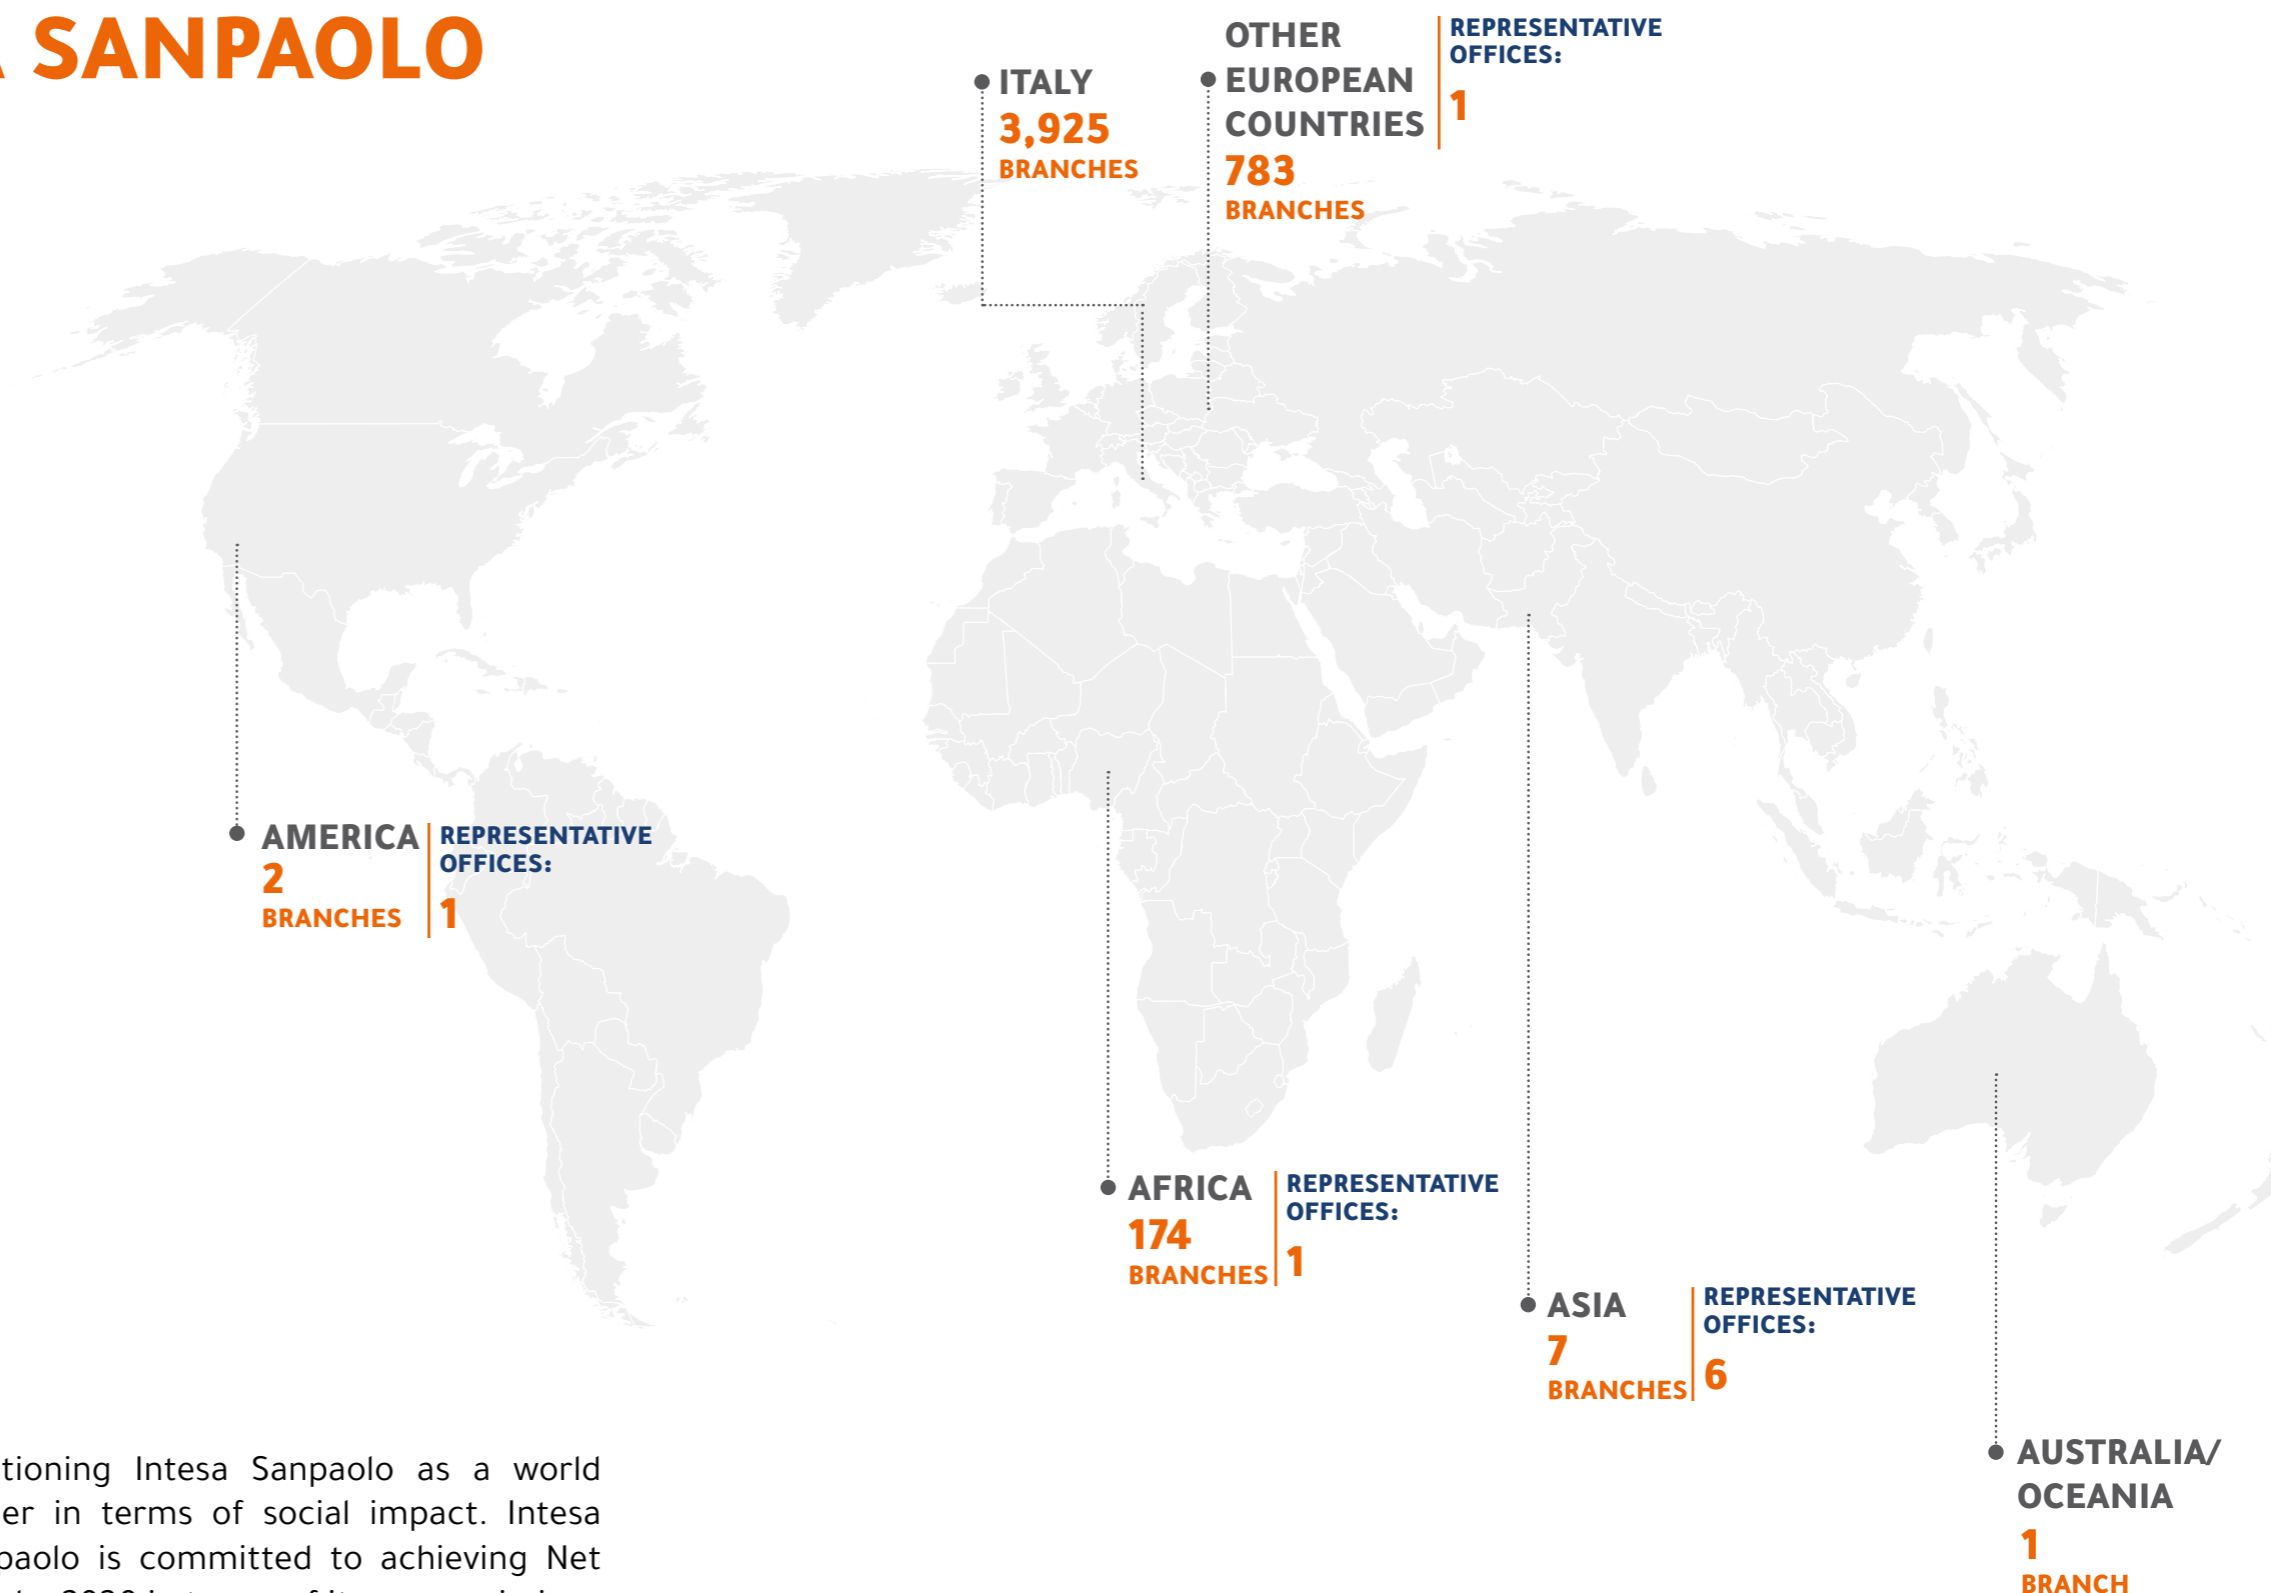 SANPAOLO
ITALY
3,925
BRANCHES
OTHER
EUROPEAN
COUNTRIES
783
BRANCHES
REPRESENTATIVE
OFFICES:
1
AMERICA
2
BRANCHES
REPRESENTATIVE
OFFICES:
1
AFRICA
174
BRANCHES
REPRESENTATIVE
OFFICES:
1
ASIA
7
BRANCHES
REPRESENTATIVE
OFFICES:
6
AUSTRALIA/
OCEANIA
1
BRANCH
tioning Intesa Sanpaolo as a world
er in terms of social impact. Intesa
paolo is committed to achieving Net